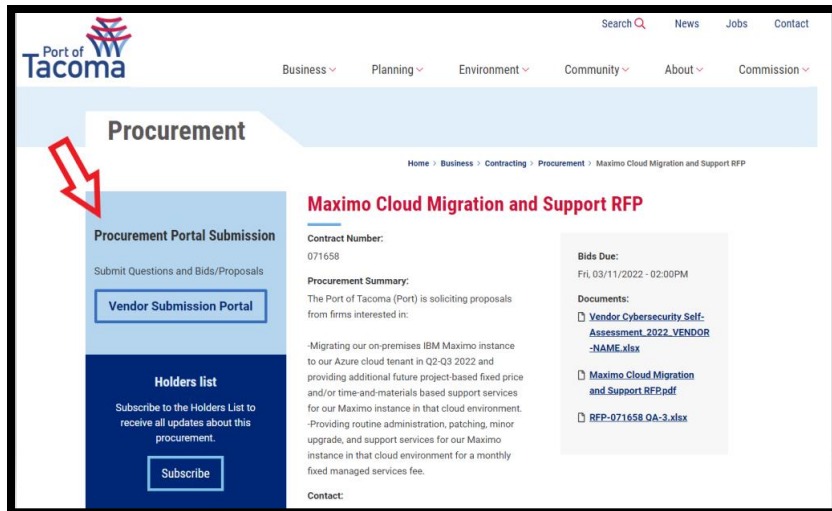 Port of
Tacoma
Search
News
Jobs
Contact
Business
Planning
Environment
Community
About
Commission
Procurement
Home > Business > Contracting > Procurement > Maximo Cloud Migration and Support RFP
Procurement Portal Submission
Submit Questions and Bids/Proposals
Vendor Submission Portal
Holders list
Subscribe to the Holders List to
receive all updates about this
procurement.
Subscribe
Maximo Cloud Migration and Support RFP
Contract Number:
071658
Procurement Summary:
The Port of Tacoma (Port) is soliciting proposals
from firms interested in:
-Migrating our on-premises IBM Maximo instance
to our Azure cloud tenant in Q2-Q3 2022 and
providing additional future project-based fixed price
and/or time-and-materials based support services
for our Maximo instance in that cloud environment.
-Providing routine administration, patching, minor
upgrade, and support services for our Maximo
instance in that cloud environment for a monthly
fixed managed services fee.
Contact:
Bids Due:
Fri, 03/11/2022 - 02:00PM
Documents:
Vendor Cybersecurity Self-
Assessment_2022_VENDOR
-NAME.xlsx
Maximo Cloud Migration
and Support RFP.pdf
RFP-071658 QA-3.xlsx